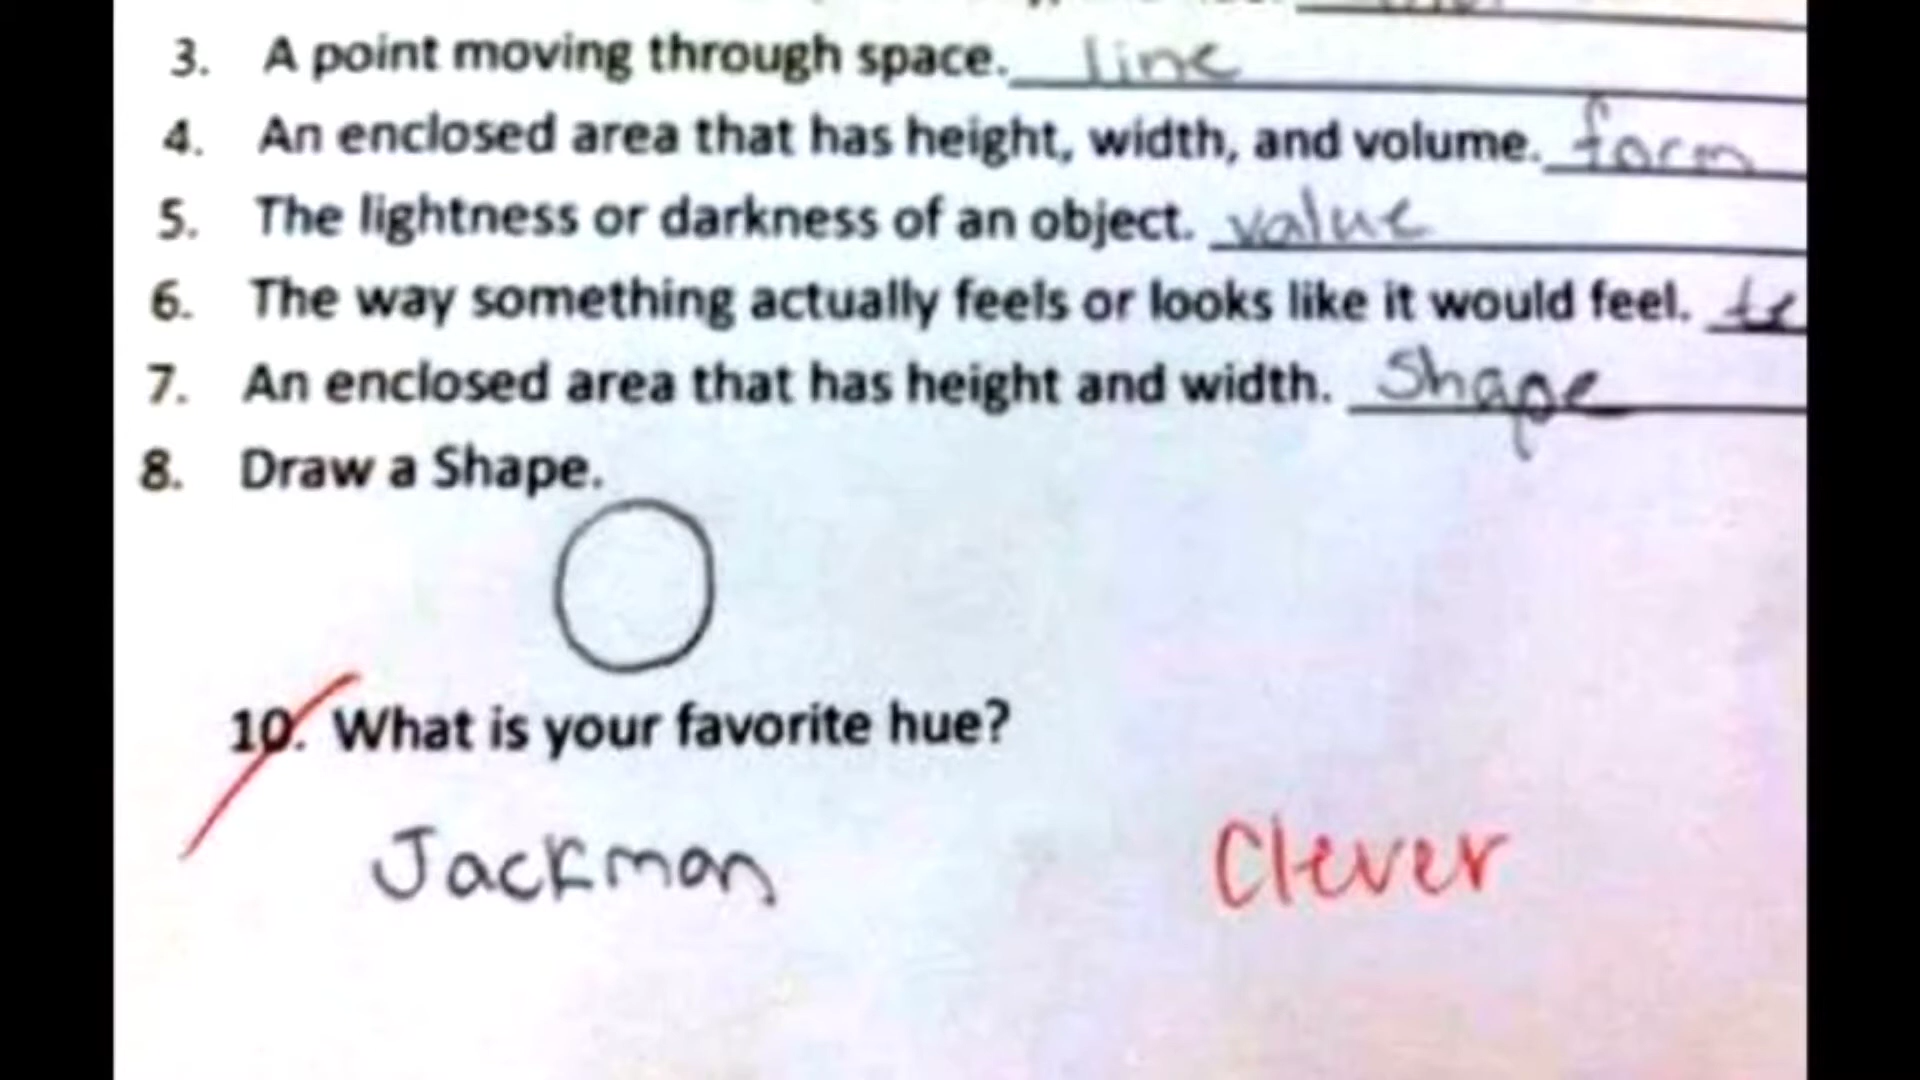 3. A point moving through space. line
4. An enclosed area that has height, width, and volume. form
5. The lightness or darkness of an object. value
6. The way something actually feels or looks like it would feel. te
7. An enclosed area that has height and width. Shape
8. Draw a Shape.
10. What is your favorite hue?
Jackman Clever